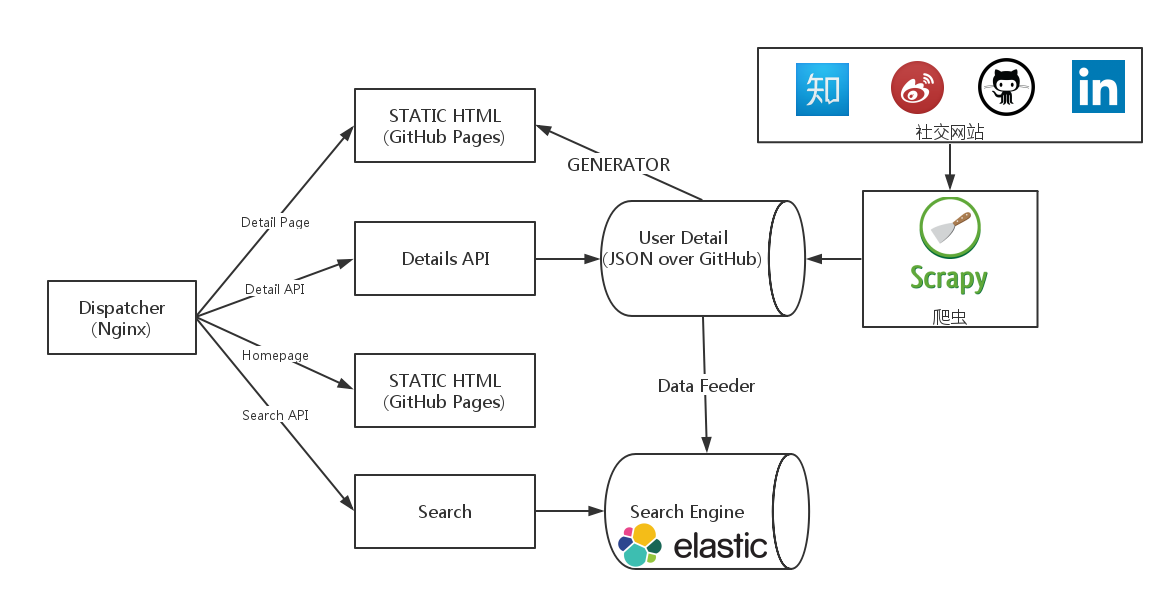 知
in
社交网站
STATIC HTML
(GitHub Pages)
GENERATOR
Scrapy
爬虫
Detail Page
User Detail
(JSON over GitHub)
Details API
Detail API
Dispatcher
(Nginx)
Homepage
STATIC HTML
(GitHub Pages)
Data Feeder
Search API
Search
Search Engine
elastic